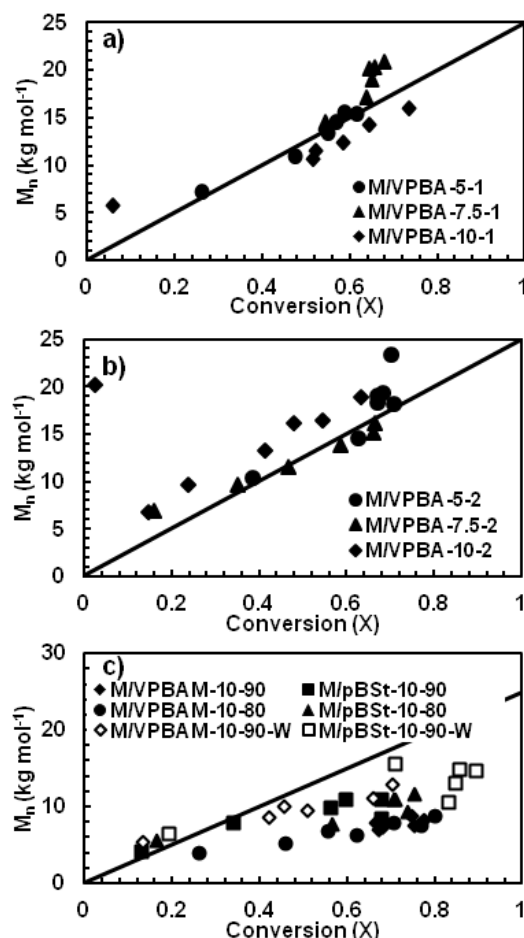 a)
25
20
15
10
5
0
Mn (kg mol-1)
M/VPBA-5-1
M/VPBA-7.5-1
M/VPBA-10-1
0 0.2 0.4 0.6 0.8 1
Conversion (X)
b)
25
20
15
10
5
0
Mn (kg mol-1)
M/VPBA-5-2
M/VPBA-7.5-2
M/VPBA-10-2
0 0.2 0.4 0.6 0.8 1
Conversion (X)
c)
30
20
10
0
Mn (kg mol-1)
M/VPBAM-10-90 M/pBSt-10-90
M/VPBAM-10-80 M/pBSt-10-80
M/VPBAM-10-90-W M/pBSt-10-90-W
0 0.2 0.4 0.6 0.8 1
Conversion (X)